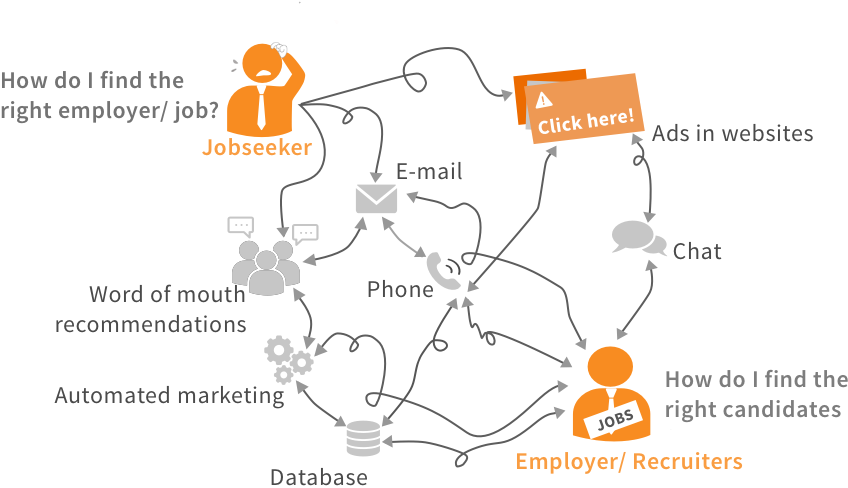 How do I find the
right employer/ job?
Jobseeker
Click here!
Ads in websites
E-mail
Chat
Phone
Word of mouth
recommendations
Automated marketing
How do I find the
right candidates
JOBS
Employer/ Recruiters
Database